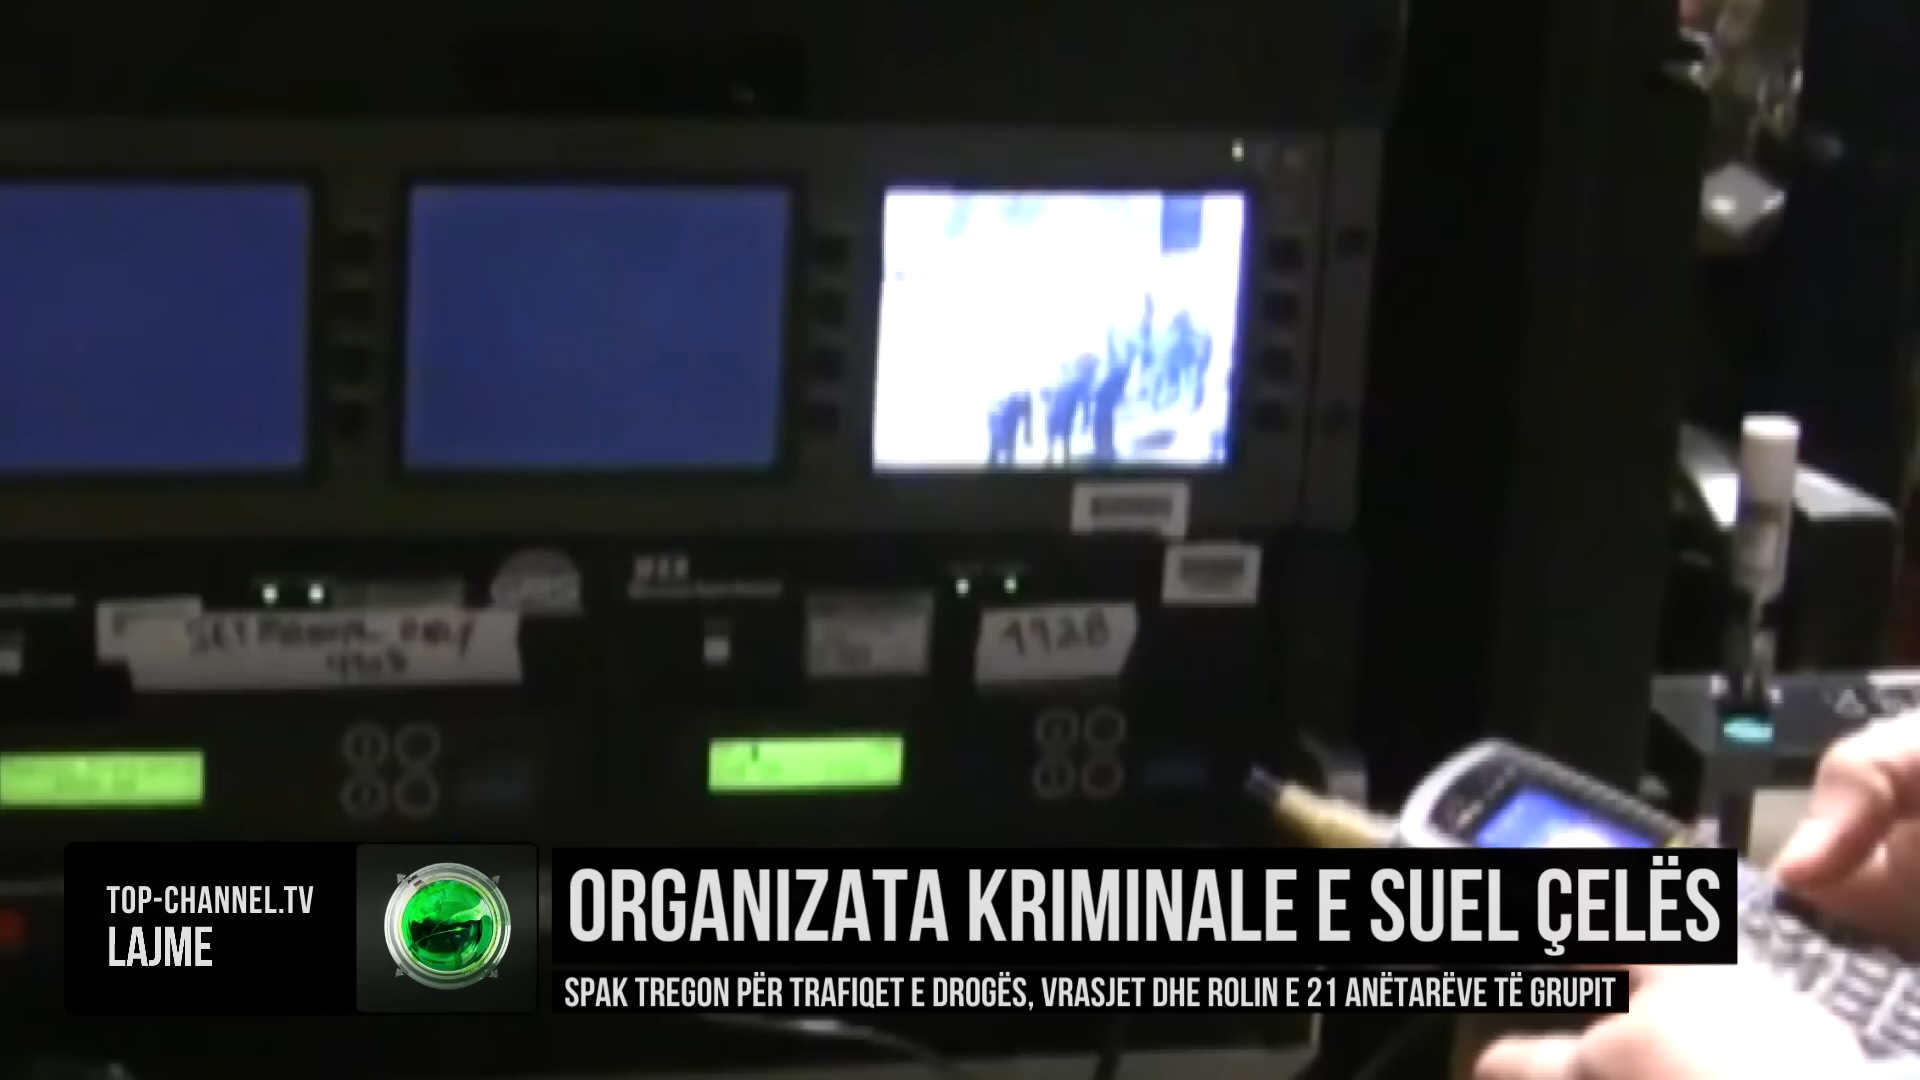 1928
TOP-CHANNEL.TV
LAJME
ORGANIZATA KRIMINALE E SUEL ÇELËS
SPAK TREGON PËR TRAFIQET E DROGËS, VRASJET DHE ROLIN E 21 ANËTARËVE TË GRUPIT